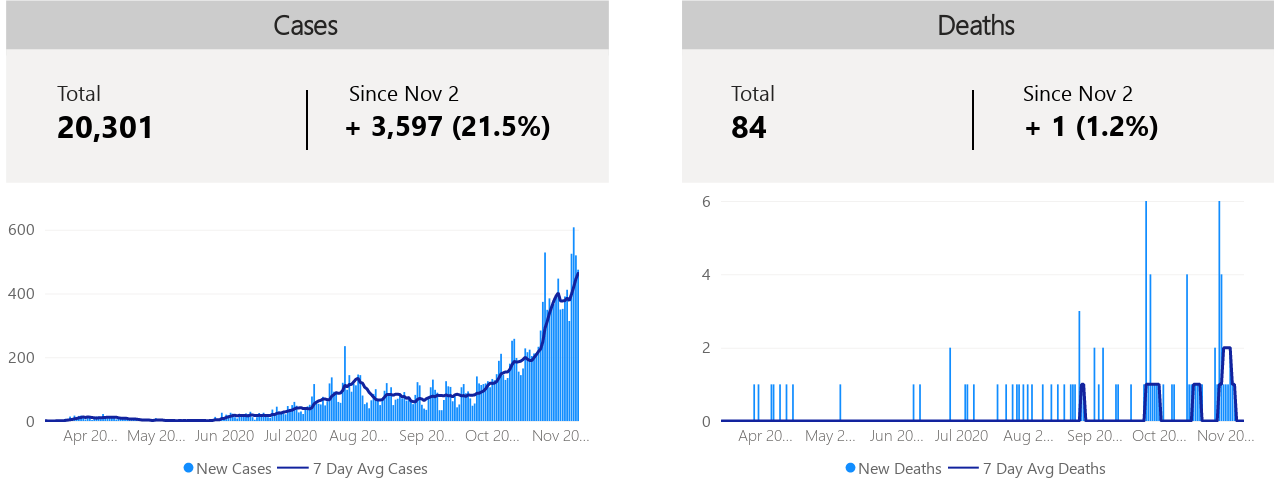 Cases
Total
20,301
Since Nov 2
+ 3,597 (21.5%)
600
400
200
0
Apr 20... May 20... Jun 2020 Jul 2020 Aug 20... Sep 20... Oct 20... Nov 20...
New Cases 7 Day Avg Cases
Deaths
Total
84
Since Nov 2
+ 1 (1.2%)
6
4
2
0
Apr 20... May 2... Jun 20... Jul 2020 Aug 2... Sep 20... Oct 20... Nov 20...
New Deaths 7 Day Avg Deaths